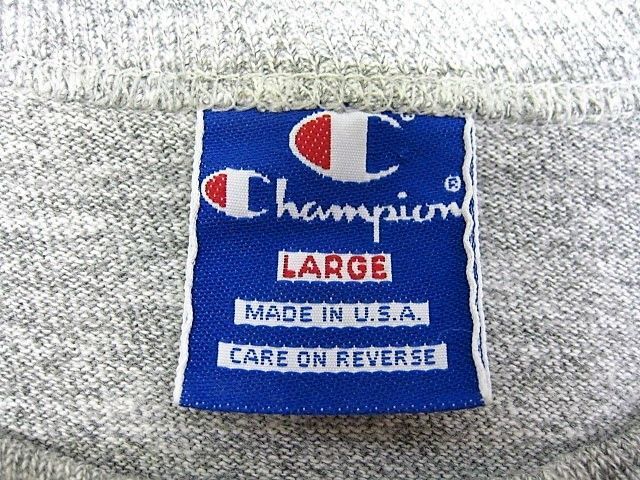 Champion®
LARGE
MADE IN U.S.A.
CARE ON REVERSE